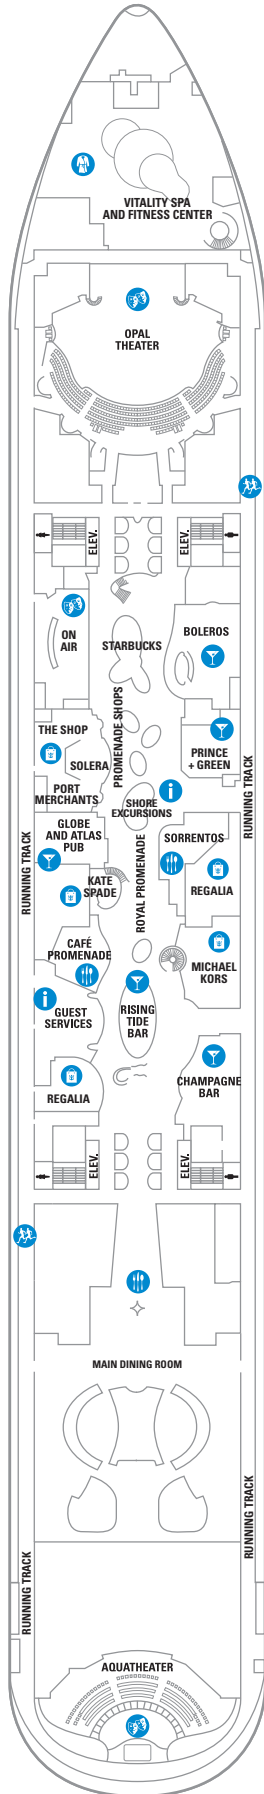 VITALITY SPA
AND FITNESS CENTER
OPAL
THEATER
ELEV.
ELEV.
ON
AIR
STARBUCKS
BOLEROS
PROMENADE SHOPS
THE SHOP
SOLERA
PORT
MERCHANTS
PRINCE
+ GREEN
SHORE
EXCURSIONS
GLOBE
AND ATLAS
PUB
SORRENTOS
RUNNING TRACK
RUNNING TRACK
ROYAL PROMENADE
KATE
SPADE
REGALIA
CAFÉ
PROMENADE
MICHAEL
KORS
GUEST
SERVICES
RISING
TIDE
BAR
REGALIA
CHAMPAGNE
BAR
ELEV.
ELEV.
MAIN DINING ROOM
RUNNING TRACK
RUNNING TRACK
AQUATHEATER